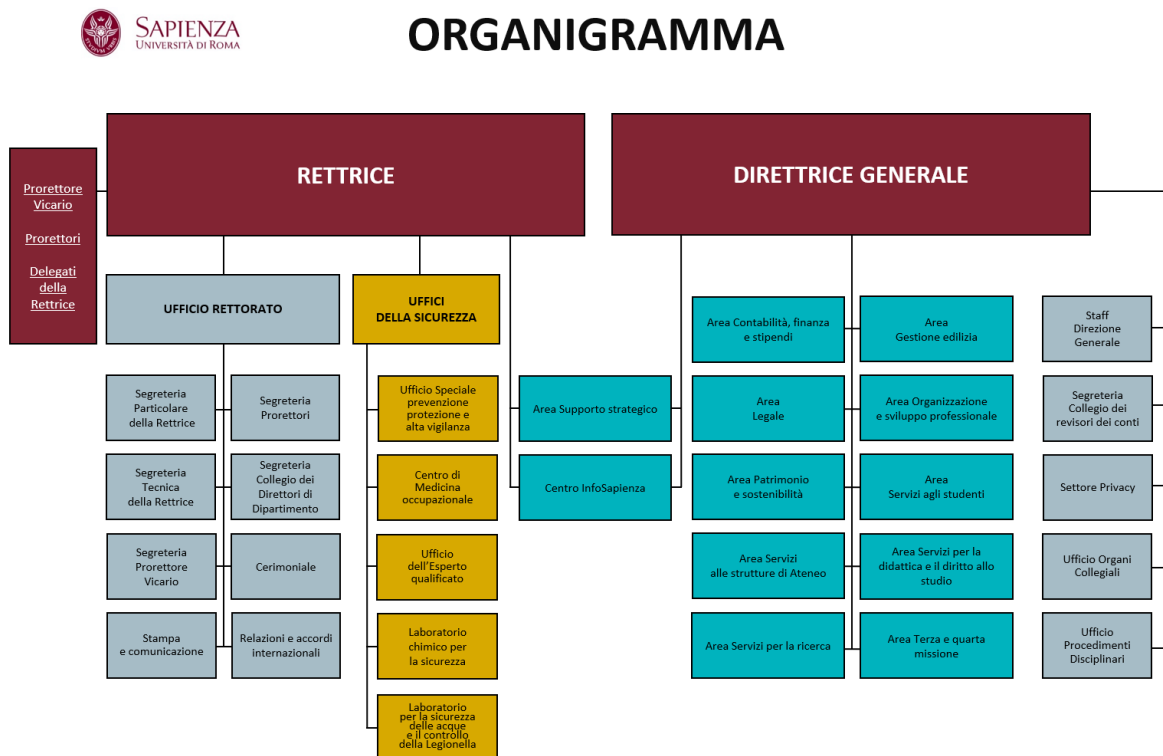 SAPIENZA
UNIVERSITÀ DI ROMA
ORGANIGRAMMA
Prorettore
Vicario
Prorettori
Delegati
della
Rettrice
RETTRICE
DIRETTRICE GENERALE
UFFICIO RETTORATO
UFFICI
DELLA SICUREZZA
Segreteria
Particolare
della Rettrice
Segreteria
Prorettori
Segreteria
Tecnica
della Rettrice
Segreteria
Collegio dei
Direttori di
Dipartimento
Segreteria
Prorettore
Vicario
Cerimoniale
Stampa
e comunicazione
Relazioni e accordi
internazionali
Ufficio Speciale
prevenzione
protezione e
alta vigilanza
Centro di
Medicina
occupazionale
Ufficio
dell'Esperto
qualificato
Laboratorio
chimico per
la sicurezza
Laboratorio
per la sicurezza
delle acque
e il controllo
della Legionella
Area Supporto strategico
Centro InfoSapienza
Area Contabilità, finanza
e stipendi
Area
Gestione edilizia
Area
Legale
Area Organizzazione
e sviluppo professionale
Area Patrimonio
e sostenibilità
Area
Servizi agli studenti
Area Servizi
alle strutture di Ateneo
Area Servizi per la
didattica e il diritto allo
studio
Area Servizi per la ricerca
Area Terza e quarta
missione
Staff
Direzione
Generale
Segreteria
Collegio dei
revisori dei conti
Settore Privacy
Ufficio Organi
Collegiali
Ufficio
Procedimenti
Disciplinari